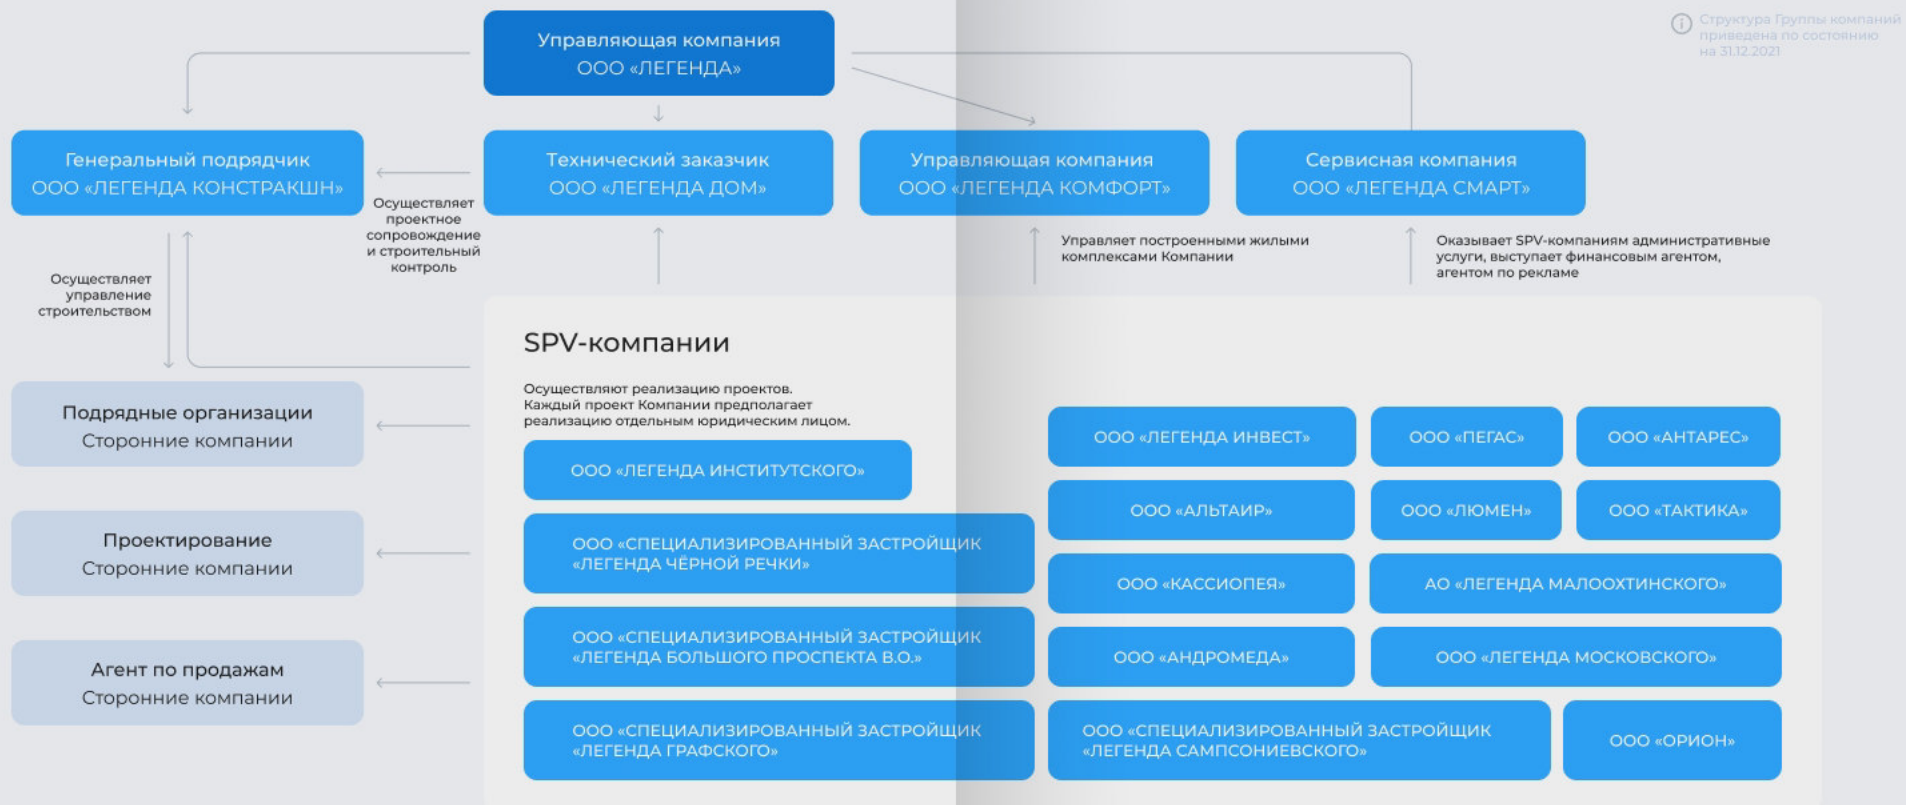 Управляющая компания
ООО «ЛЕГЕНДА»
Структура Группы компаний
приведена по состоянию
на 31.12.2021
Генеральный подрядчик
ООО «ЛЕГЕНДА КОНСТРАКШН»
Технический заказчик
ООО «ЛЕГЕНДА ДОМ»
Управляющая компания
ООО «ЛЕГЕНДА КОМФОРТ»
Сервисная компания
ООО «ЛЕГЕНДА СМАРТ»
Осуществляет
проектное
сопровождение
и строительный
контроль
Управляет построенными жилыми
комплексами Компании
Оказывает SPV-компаниям административные
услуги, выступает финансовым агентом,
агентом по рекламе
Осуществляет
управление
строительством
SPV-компании
Осуществляют реализацию проектов.
Каждый проект Компании предполагает
реализацию отдельным юридическим лицом.
Подрядные организации
Сторонние компании
Проектирование
Сторонние компании
Агент по продажам
Сторонние компании
ООО «ЛЕГЕНДА ИНСТИТУТСКОГО»
ООО «СПЕЦИАЛИЗИРОВАННЫЙ ЗАСТРОЙЩИК
«ЛЕГЕНДА ЧЁРНОЙ РЕЧКИ»
ООО «СПЕЦИАЛИЗИРОВАННЫЙ ЗАСТРОЙЩИК
«ЛЕГЕНДА БОЛЬШОГО ПРОСПЕКТА В.О.»
ООО «СПЕЦИАЛИЗИРОВАННЫЙ ЗАСТРОЙЩИК
«ЛЕГЕНДА ГРАФСКОГО»
ООО «ЛЕГЕНДА ИНВЕСТ»
ООО «ПЕГАС»
ООО «АНТАРЕС»
ООО «АЛЬТАИР»
ООО «ЛЮМЕН»
ООО «ТАКТИКА»
ООО «КАССИОПЕЯ»
АО «ЛЕГЕНДА МАЛООХТИНСКОГО»
ООО «АНДРОМЕДА»
ООО «ЛЕГЕНДА МОСКОВСКОГО»
ООО «СПЕЦИАЛИЗИРОВАННЫЙ ЗАСТРОЙЩИК
«ЛЕГЕНДА САМПСОНИЕВСКОГО»
ООО «ОРИОН»